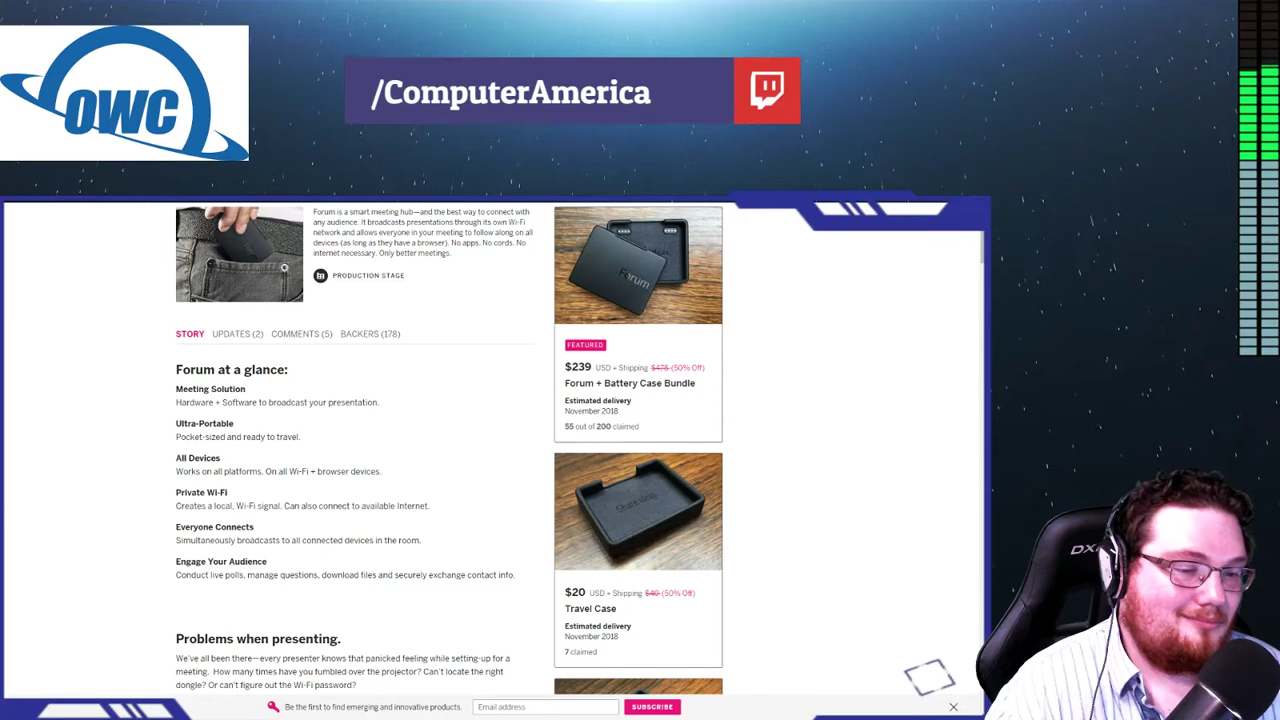 OWC
/ComputerAmerica
Forum is a smart meeting hub—and the best way to connect with
any audience. It broadcasts presentations through its own Wi-Fi
network and allows everyone in your meeting to follow along on all
devices (as long as they have a browser). No apps. No cords. No
internet necessary. Only better meetings.
PRODUCTION STAGE
STORY UPDATES (2) COMMENTS (5) BACKERS (178)
Forum at a glance:
Meeting Solution
Hardware + Software to broadcast your presentation.
Ultra-Portable
Pocket-sized and ready to travel.
All Devices
Works on all platforms. On all Wi-Fi + browser devices.
Private Wi-Fi
Creates a local, Wi-Fi signal. Can also connect to available Internet.
Everyone Connects
Simultaneously broadcasts to all connected devices in the room.
Engage Your Audience
Conduct live polls, manage questions, download files and securely exchange contact info.
Problems when presenting.
We've all been there—every presenter knows that panicked feeling while setting-up for a
meeting. How many times have you fumbled over the projector? Can't locate the right
dongle? Or can't figure out the Wi-Fi password?
Forum
FEATURED
$239 USD + Shipping $478 (50% Off)
Forum + Battery Case Bundle
Estimated delivery
November 2018
55 out of 200 claimed
$20 USD + Shipping $40 (50% Off)
Travel Case
Estimated delivery
November 2018
7 claimed
Be the first to find emerging and innovative products.
Email address
SUBSCRIBE